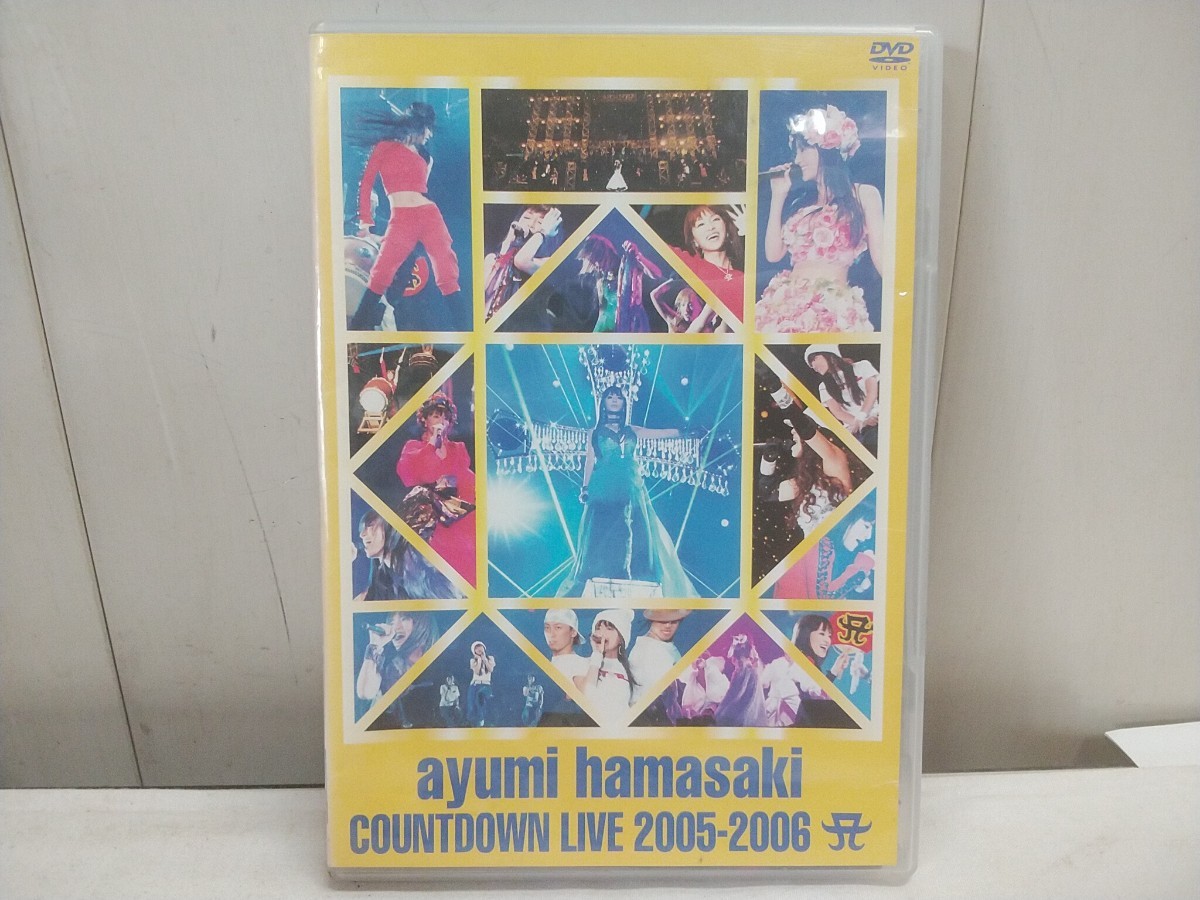 DVD
VIDEO
ayumi hamasaki
COUNTDOWN LIVE 2005-2006 A